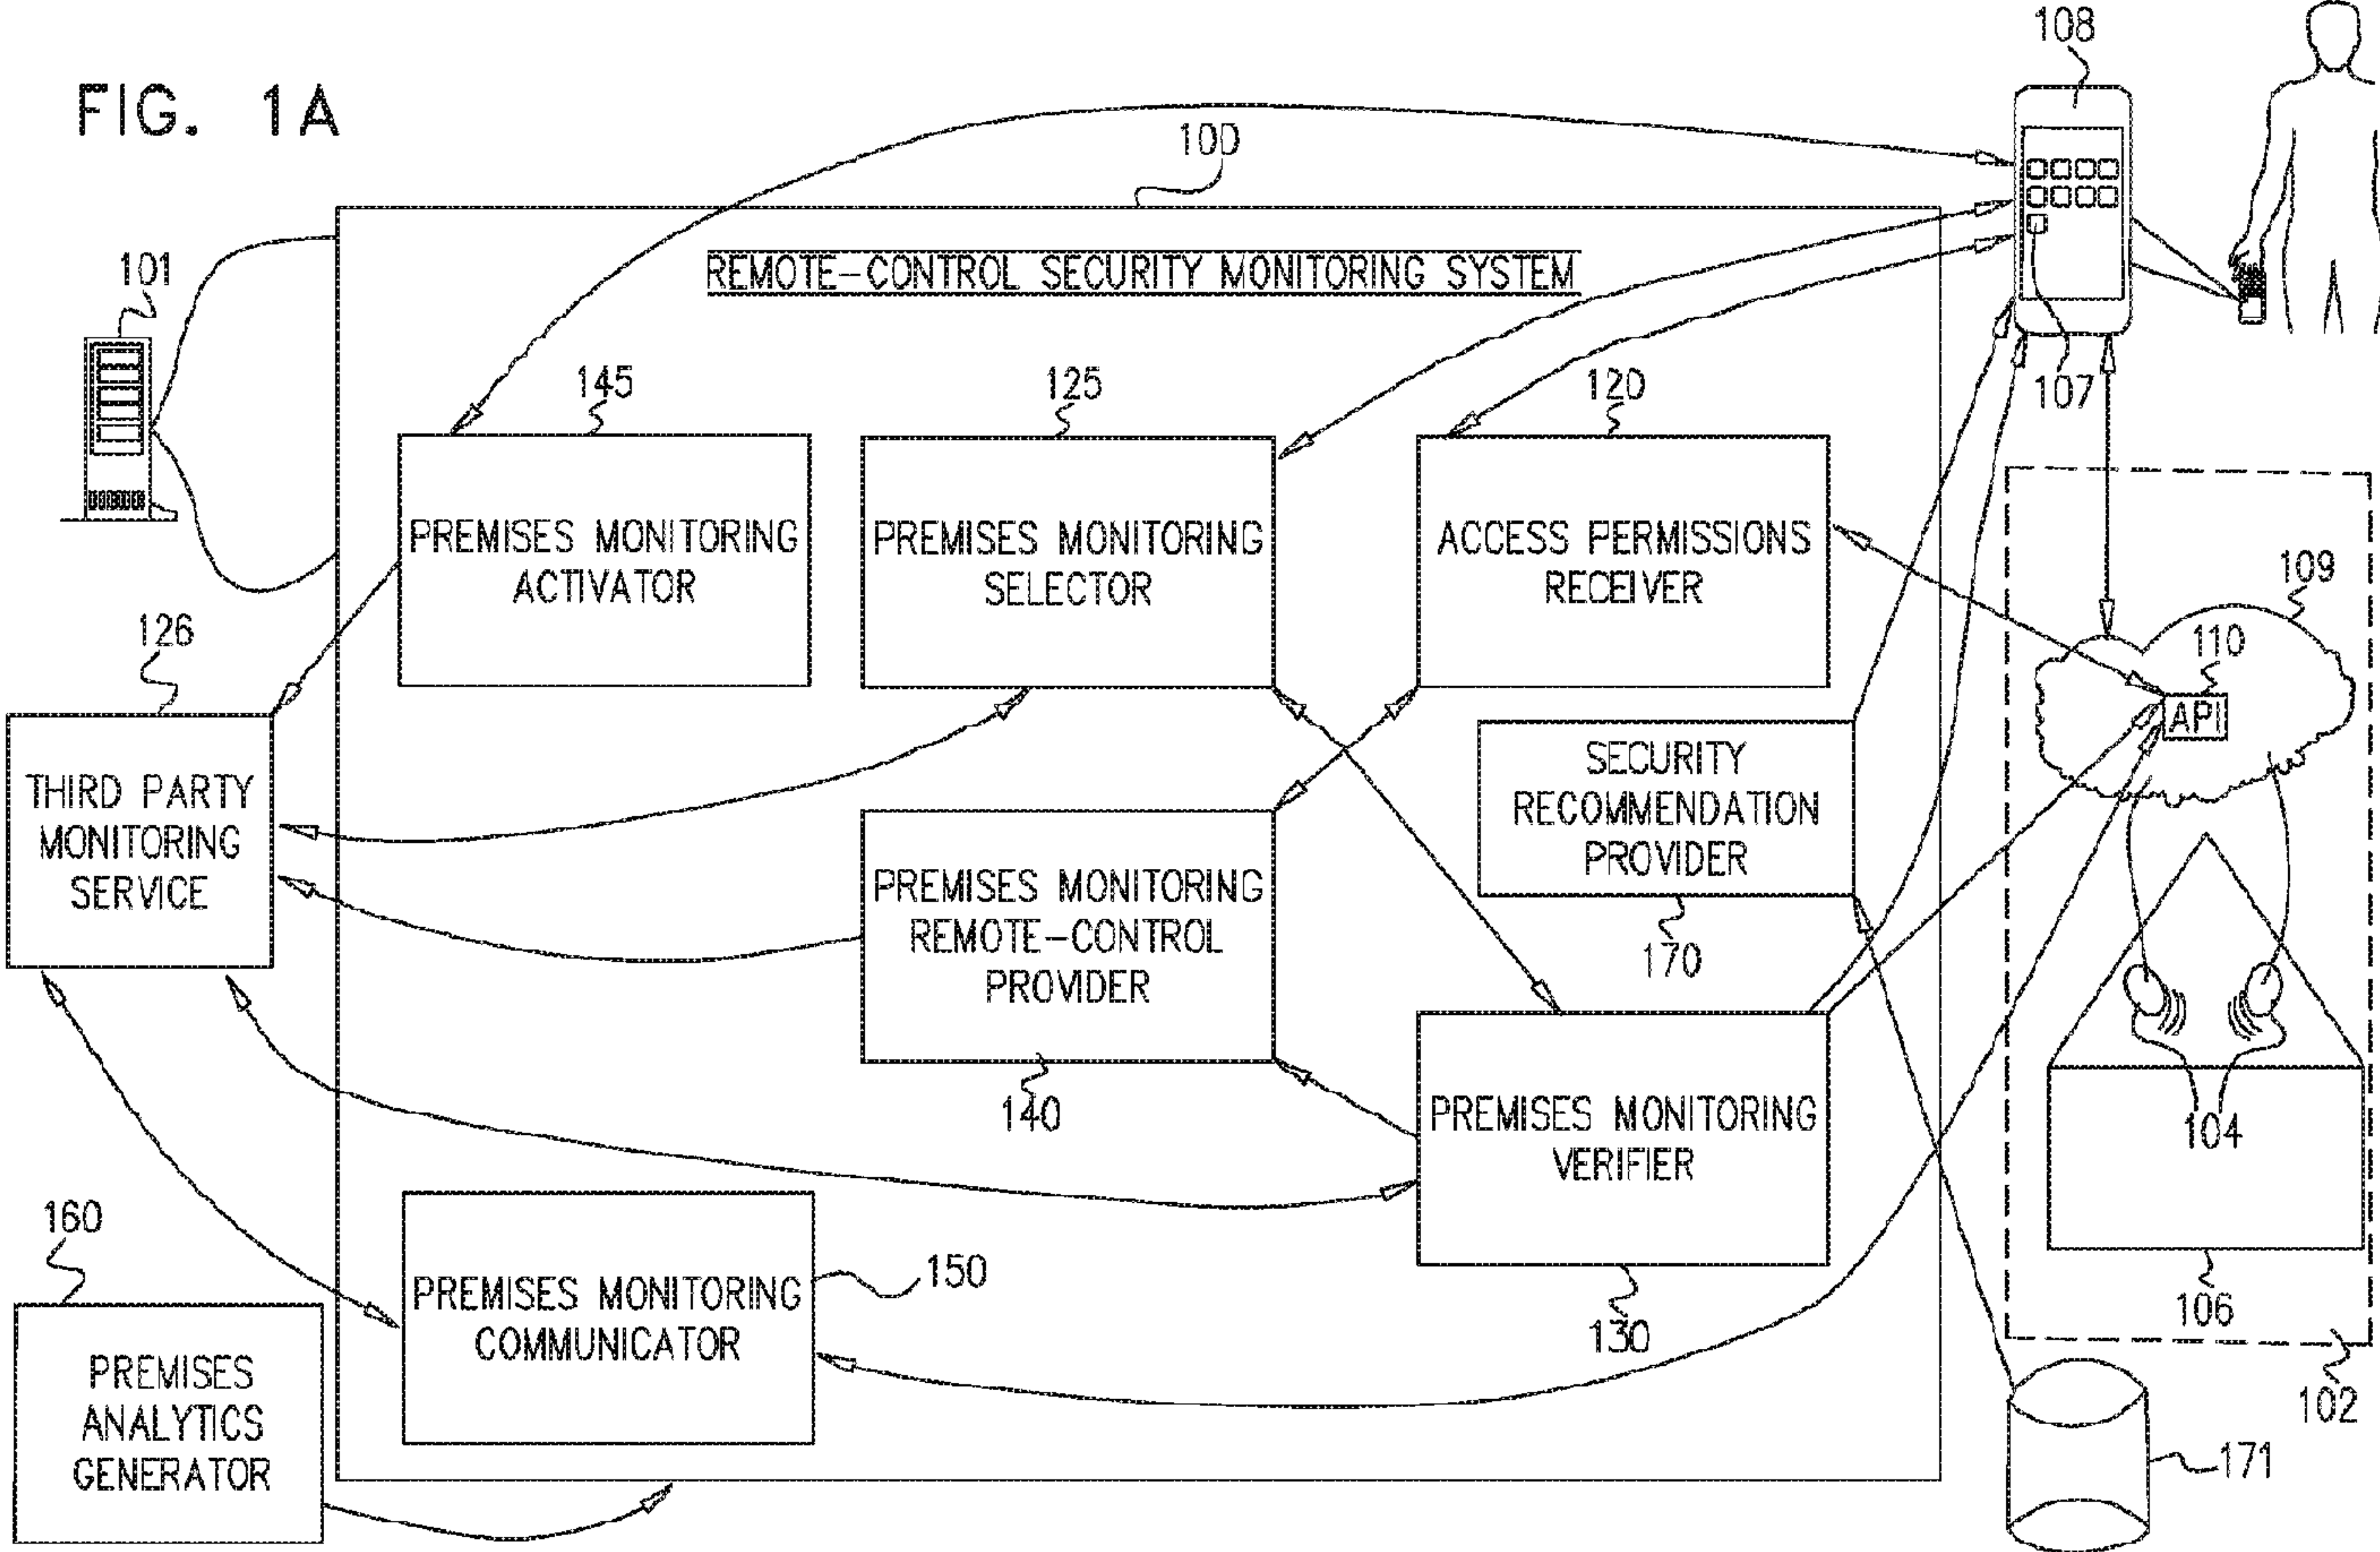 FIG. 1A
108
100
REMOTE-CONTROL SECURITY MONITORING SYSTEM
101
107
145
125
120
PREMISES MONITORING
ACTIVATOR
PREMISES MONITORING
SELECTOR
ACCESS PERMISSIONS
RECEIVER
109
126
110
API
THIRD PARTY
MONITORING
SERVICE
SECURITY
RECOMMENDATION
PROVIDER
170
PREMISES MONITORING
REMOTE-CONTROL
PROVIDER
140
PREMISES MONITORING
VERIFIER
130
104
106
102
160
PREMISES
ANALYTICS
GENERATOR
PREMISES MONITORING
COMMUNICATOR
150
171